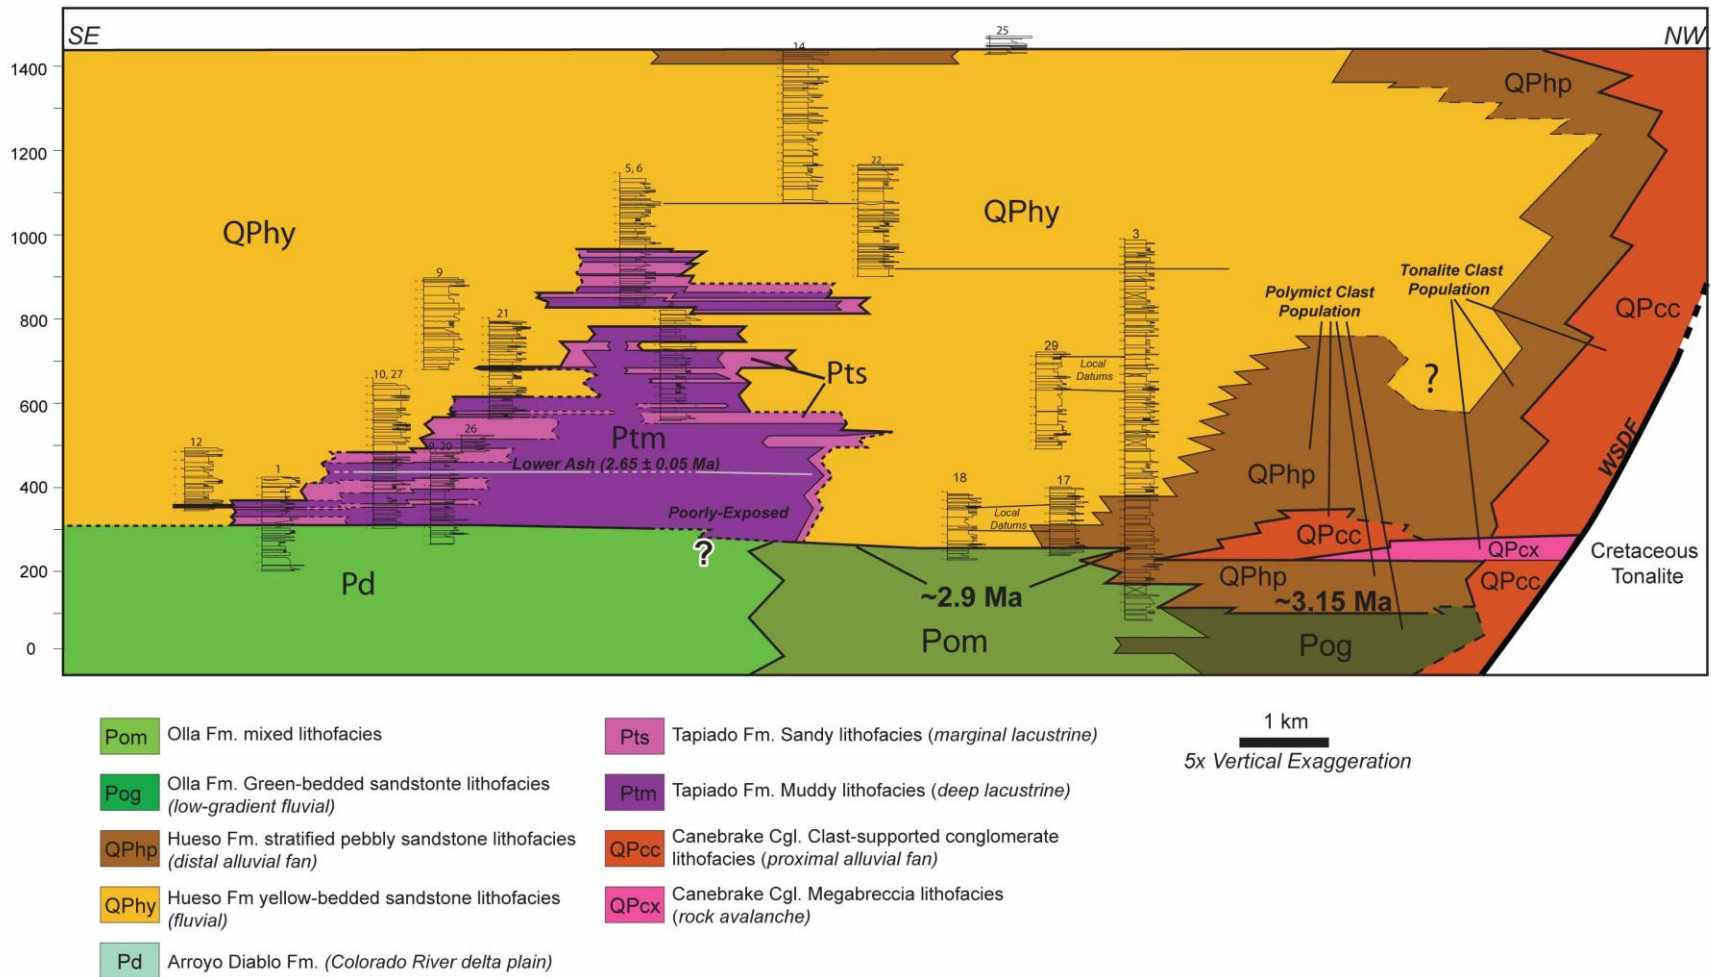 SE
NW
25
14
1400
QPhp
1200
5, 6
22
1000
QPhy
QPhy
3
9
Polymict Clast
Population
Tonalite Clast
Population
QPcc
800
21
29
Local
Datums
Pts
?
10, 27
600
Ptm
26
12
1
Lower Ash (2.65 ± 0.05 Ma)
QPhp
WSDF
400
18
17
Poorly-Exposed
Local
Datums
?
QPcc
QPcx
Cretaceous
Tonalite
200
Pd
QPhp
QPcc
~2.9 Ma
~3.15 Ma
0
Pom
Pog
Pom
Olla Fm. mixed lithofacies
Pog
Olla Fm. Green-bedded sandstonte lithofacies
(low-gradient fluvial)
QPhp
Hueso Fm. stratified pebbly sandstone lithofacies
(distal alluvial fan)
QPhy
Hueso Fm yellow-bedded sandstone lithofacies
(fluvial)
Pd
Arroyo Diablo Fm. (Colorado River delta plain)
Pts
Tapiado Fm. Sandy lithofacies (marginal lacustrine)
Ptm
Tapiado Fm. Muddy lithofacies (deep lacustrine)
QPcc
Canebrake Cgl. Clast-supported conglomerate
lithofacies (proximal alluvial fan)
QPcx
Canebrake Cgl. Megabreccia lithofacies
(rock avalanche)
1 km
5x Vertical Exaggeration